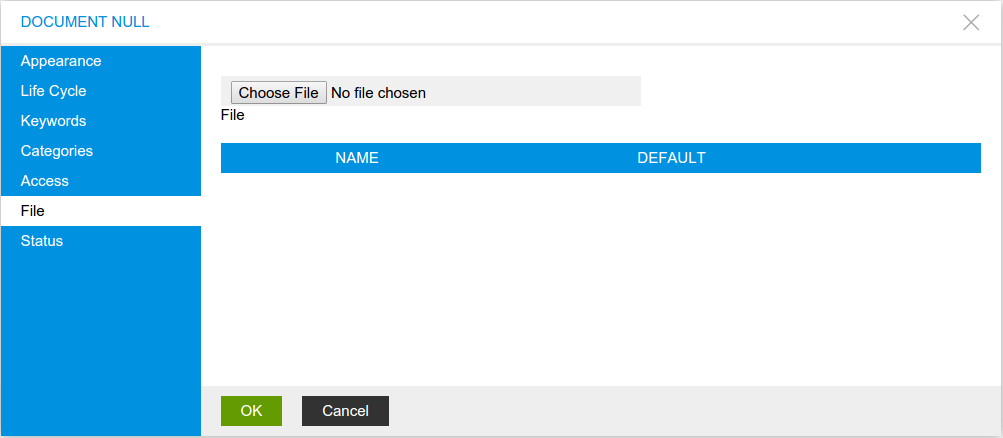 DOCUMENT NULL
Appearance
Life Cycle
Keywords
Categories
Access
File
Status
Choose File No file chosen
File
NAME DEFAULT
OK Cancel